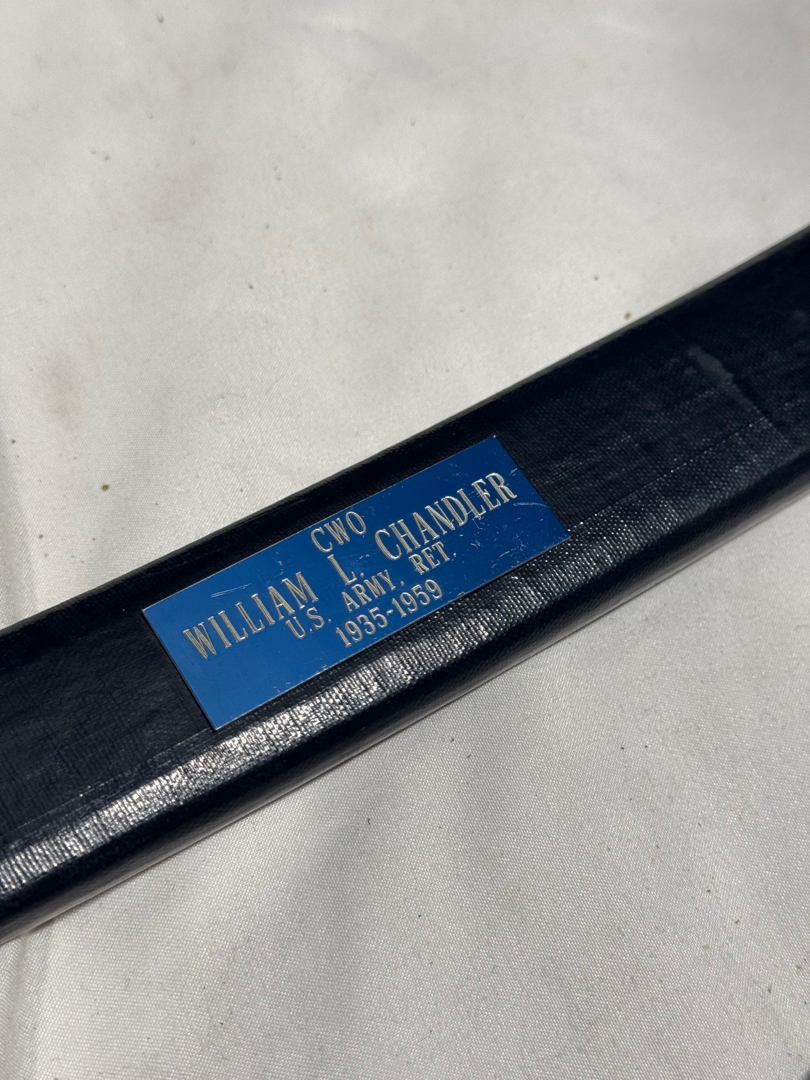 CWO
WILLIAM L. CHANDLER
U.S. ARMY, RET.
1935-1959